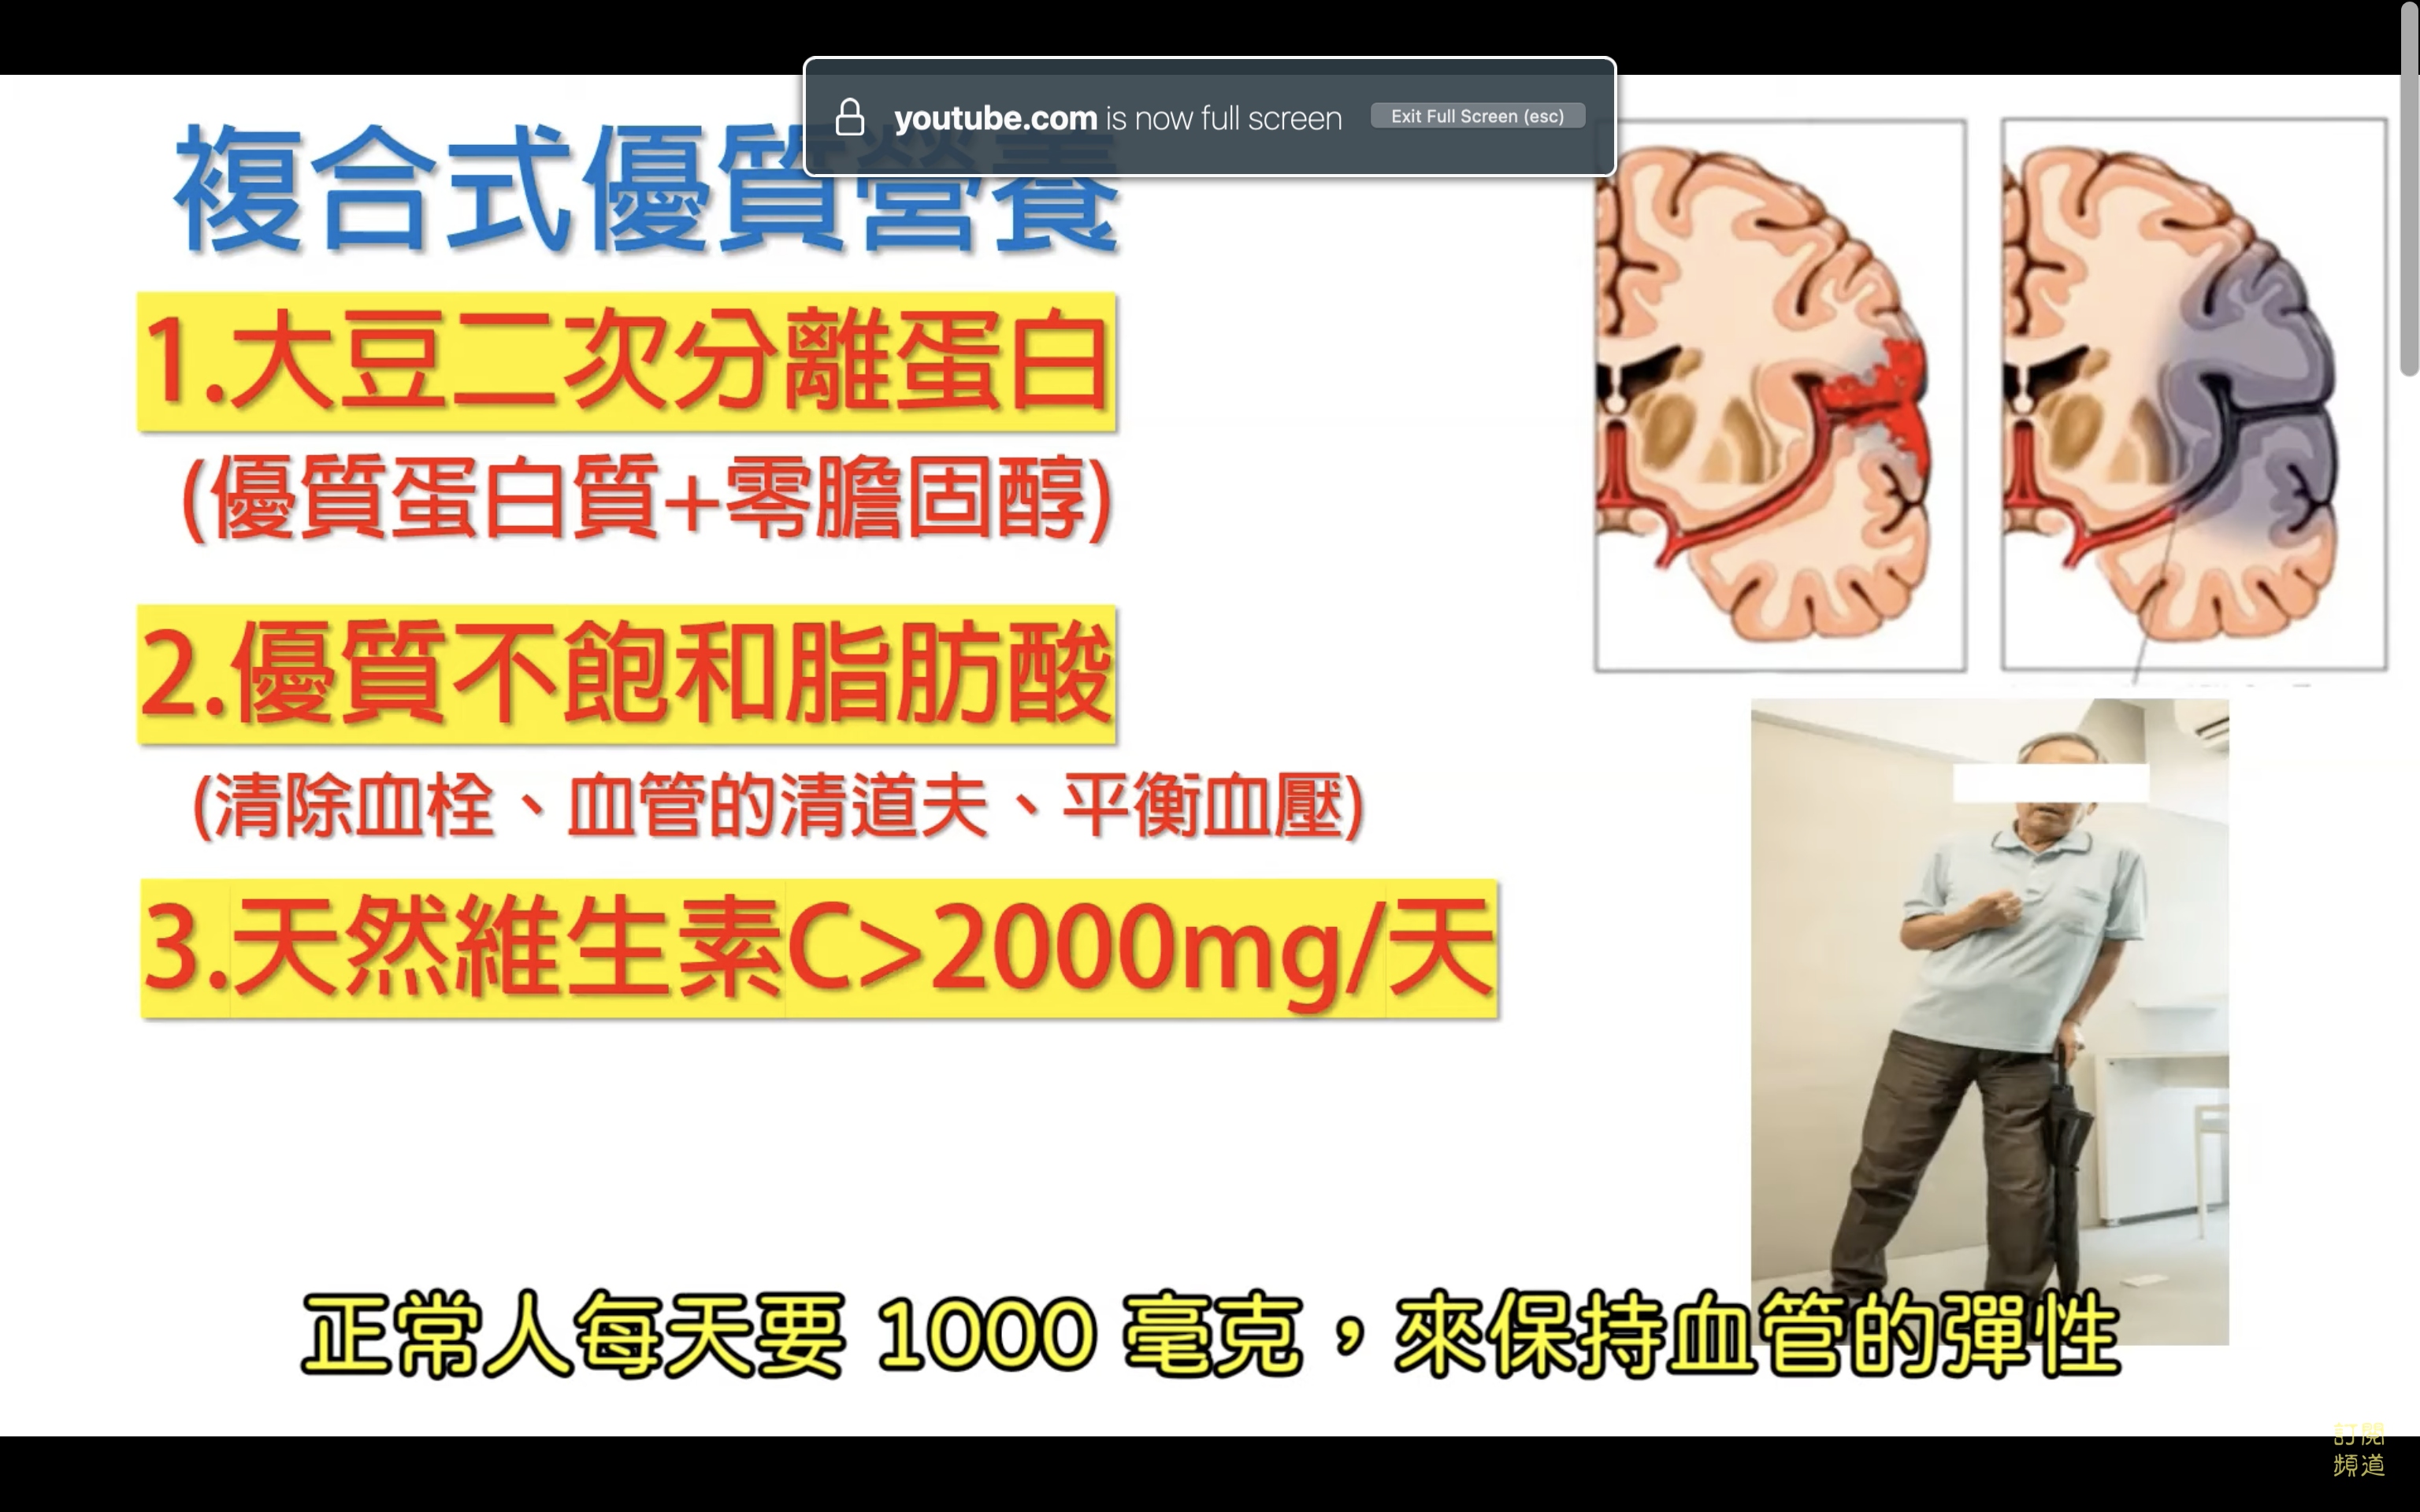 youtube.com is now full screen
Exit Full Screen (esc)
複合式優質營養
1.大豆二次分離蛋白
(優質蛋白質+零膽固醇)
2.優質不飽和脂肪酸
(清除血栓、血管的清道夫、平衡血壓)
3.天然維生素C>2000mg/天
正常人每天要 1000 毫克，來保持血管的彈性
訂閱
頻道